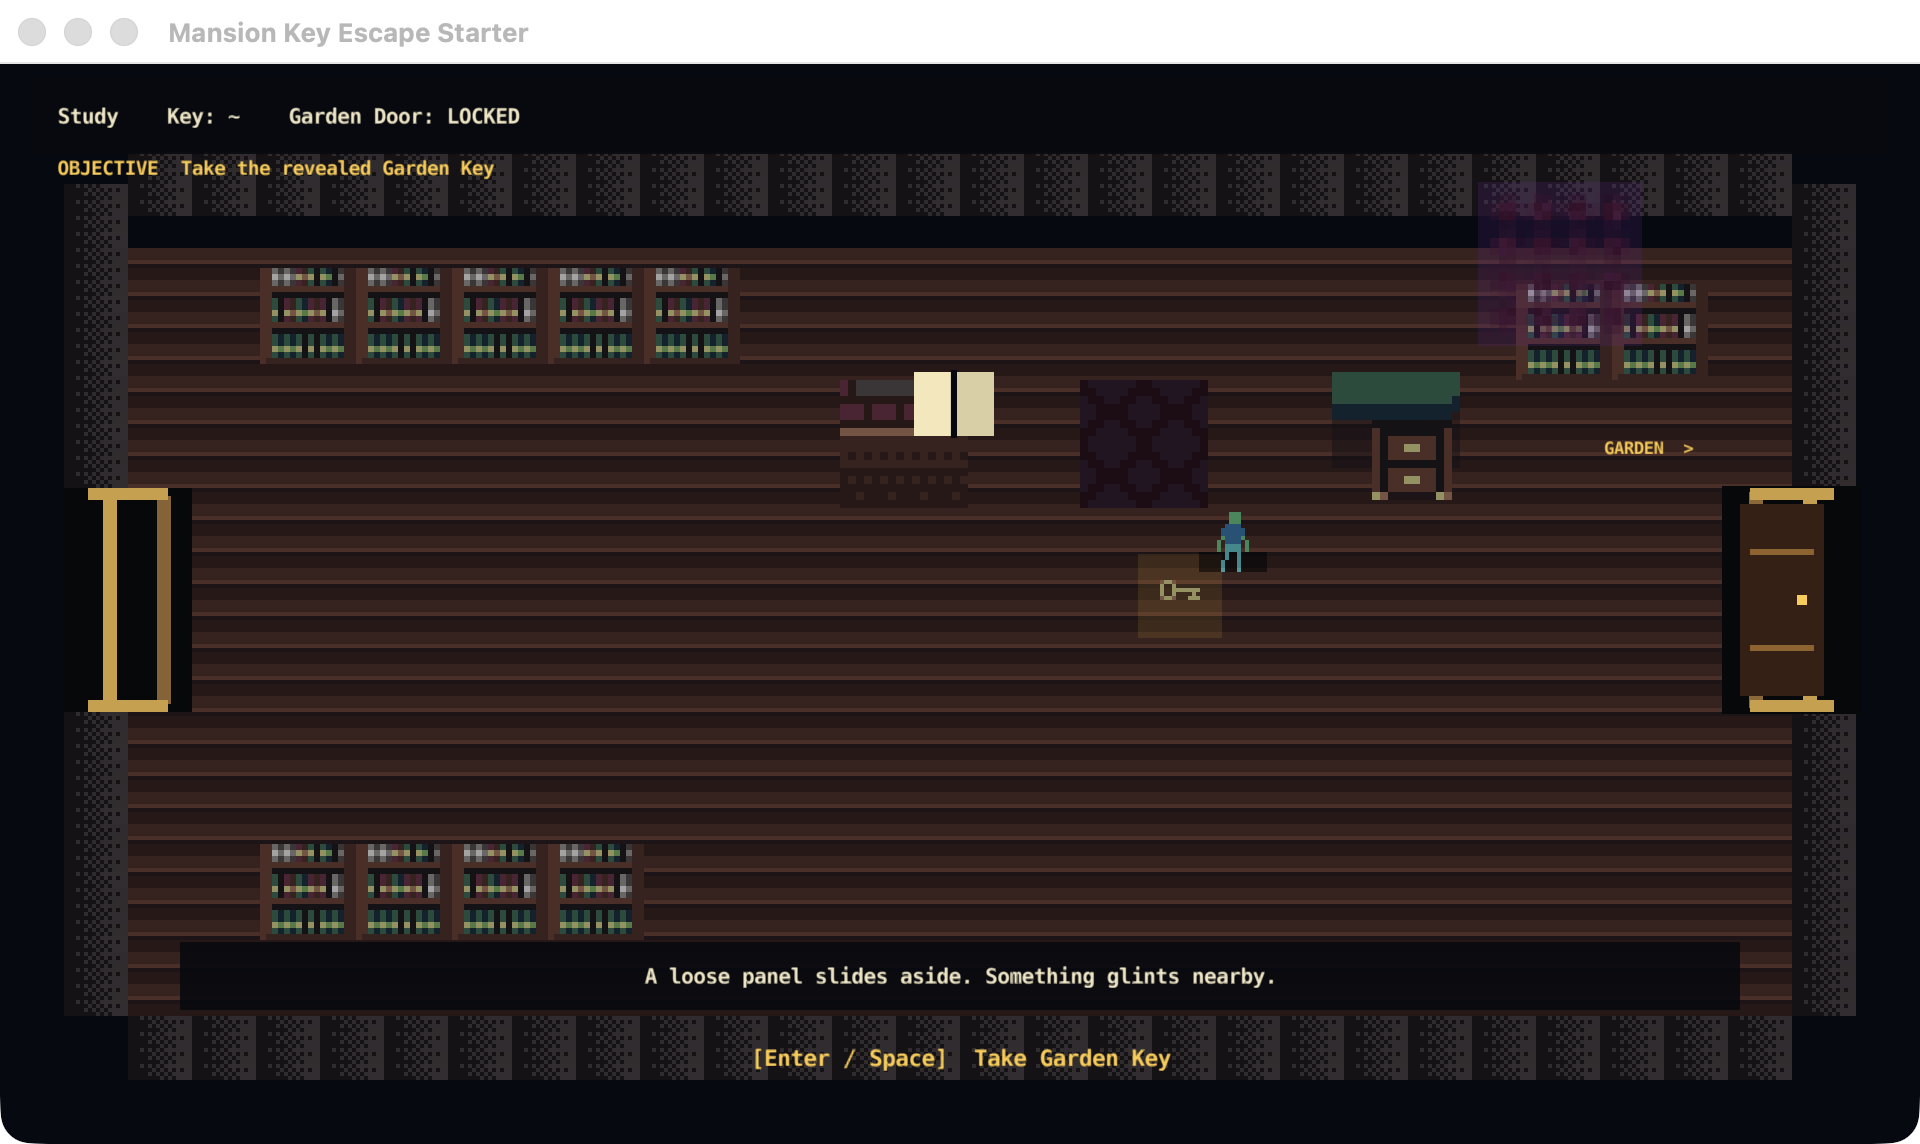 Mansion Key Escape Starter
Study Key: ~ Garden Door: LOCKED
OBJECTIVE Take the revealed Garden Key
GARDEN >
A loose panel slides aside. Something glints nearby.
[Enter / Space] Take Garden Key